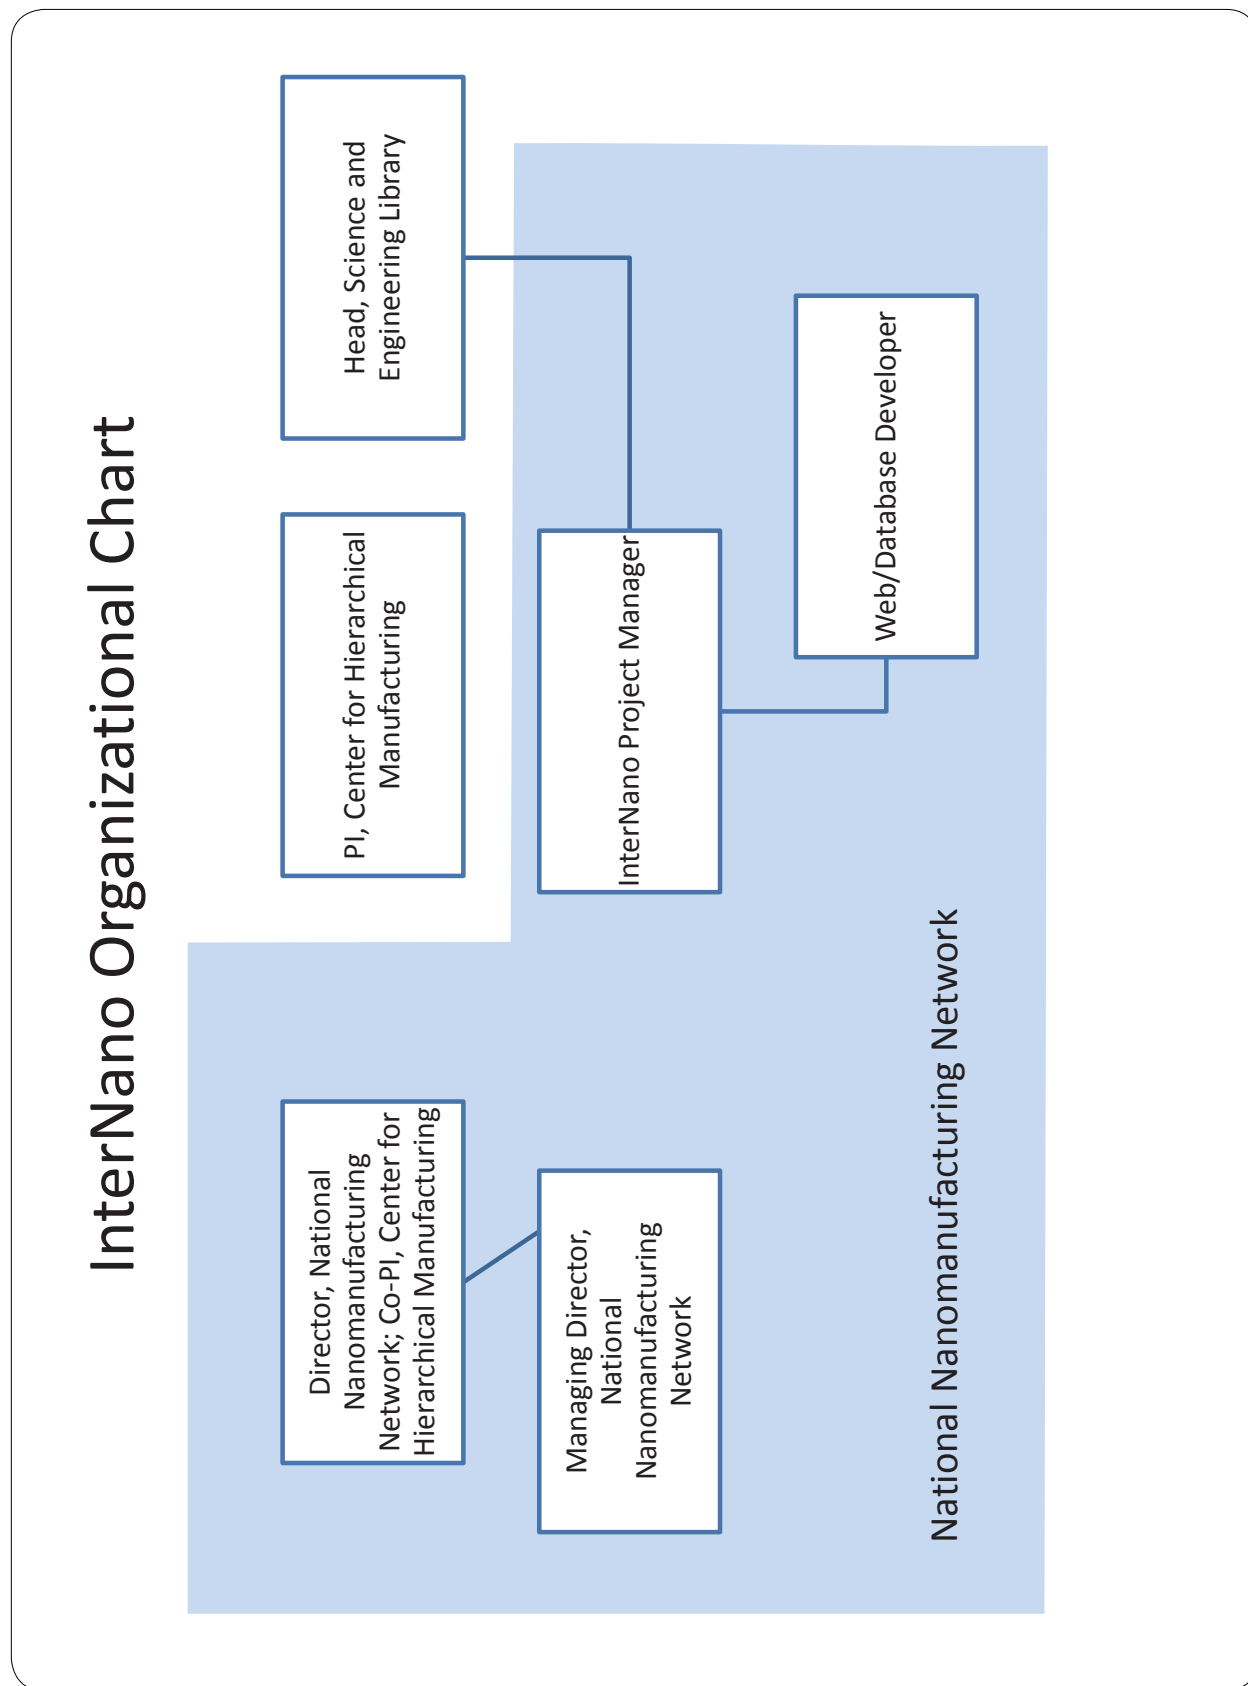 InterNano Organizational Chart
Director, National
Nanomanufacturing
Network; Co-PI, Center for
Hierarchical Manufacturing
PI, Center for Hierarchical
Manufacturing
Head, Science and
Engineering Library
Managing Director,
National
Nanomanufacturing
Network
InterNano Project Manager
Web/Database Developer
National Nanomanufacturing Network